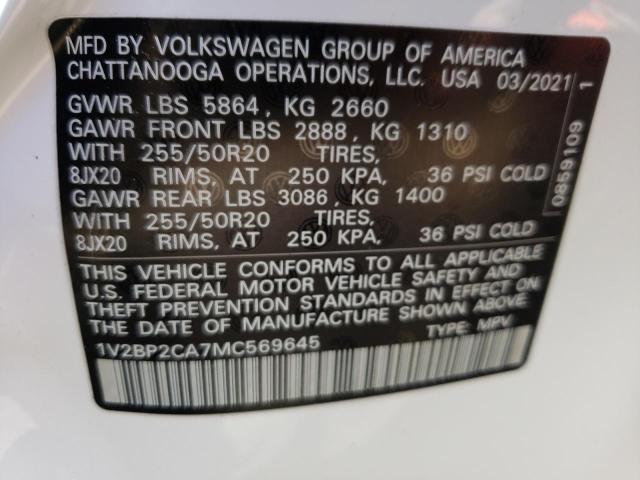 MFD BY VOLKSWAGEN GROUP OF AMERICA
CHATTANOOGA OPERATIONS, LLC. USA 03/2021
GVWR LBS 5864, KG 2660
GAWR FRONT LBS 2888, KG 1310
WITH 255/50R20 TIRES,
8JX20 RIMS, AT 250 KPA, 36 PSI COLD
GAWR REAR LBS 3086, KG 1400
WITH 255/50R20 TIRES,
8JX20 RIMS, AT 250 KPA, 36 PSI COLD
THIS VEHICLE CONFORMS TO ALL APPLICABLE
U.S. FEDERAL MOTOR VEHICLE SAFETY AND
THEFT PREVENTION STANDARDS IN EFFECT ON
THE DATE OF MANUFACTURE SHOWN ABOVE.
1V2BP2CA7MC569645 TYPE: MPV
0859109 1